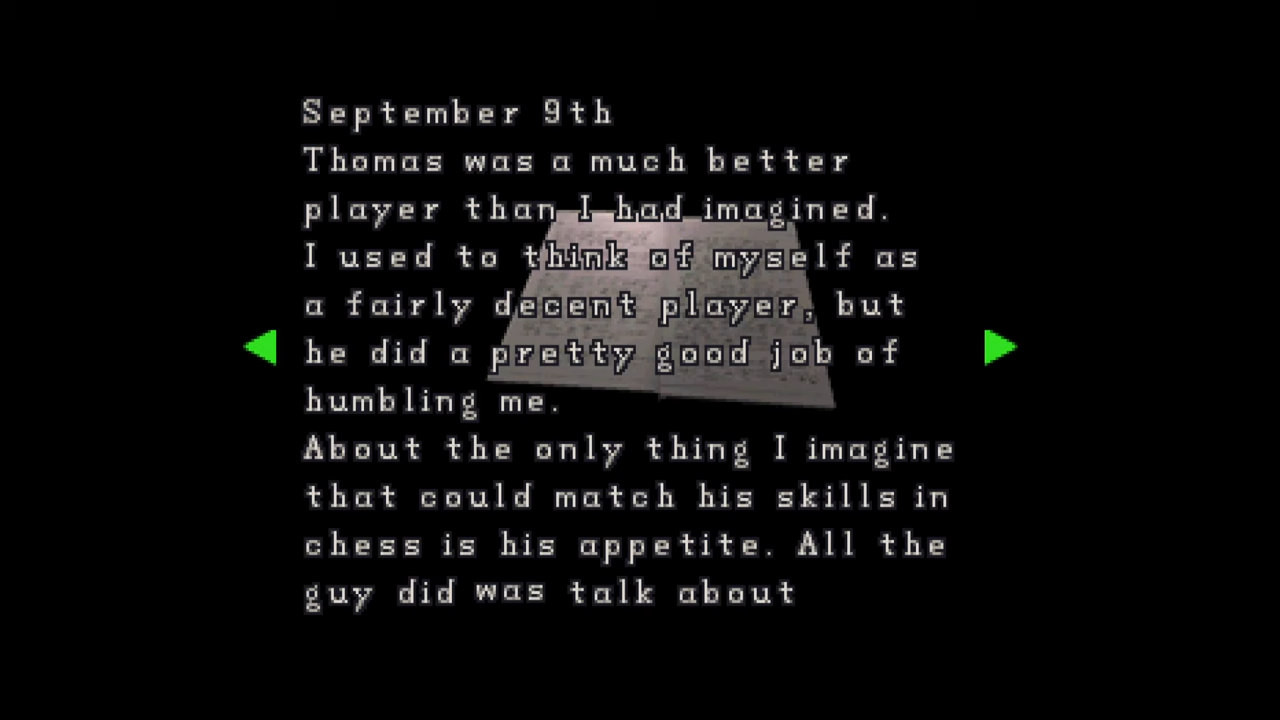 September 9th
Thomas was a much better
player than I had imagined.
I used to think of myself as
a fairly decent player, but
he did a pretty good job of
humbling me.
About the only thing I imagine
that could match his skills in
chess is his appetite. All the
guy did was talk about